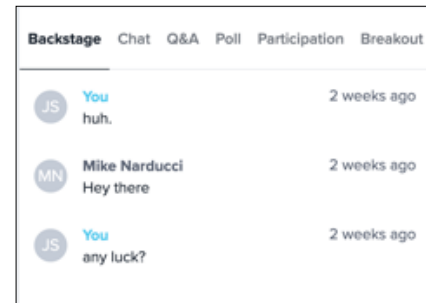 Backstage Chat Q&A Poll Participation Breakout
JS You 2 weeks ago
huh.
MN Mike Narducci 2 weeks ago
Hey there
JS You 2 weeks ago
any luck?